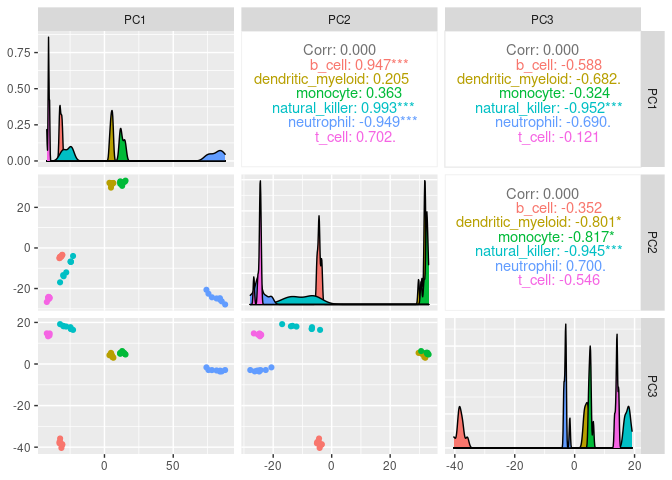 PC1 PC2 PC3
0.75
0.50
0.25
0.00
Corr: 0.000
b_cell: 0.947***
dendritic_myeloid: 0.205
monocyte: 0.363
natural_killer: 0.993***
neutrophil: -0.949***
t_cell: 0.702.
Corr: 0.000
b_cell: -0.588
dendritic_myeloid: -0.682.
monocyte: -0.324
natural_killer: -0.952***
neutrophil: -0.690.
t_cell: -0.121
PC1
20
0
-20
Corr: 0.000
b_cell: -0.352
dendritic_myeloid: -0.801*
monocyte: -0.817*
natural_killer: -0.945***
neutrophil: 0.700.
t_cell: -0.546
PC2
20
0
-20
-40
PC3
0 50
-20 0 20
-40 -20 0 20